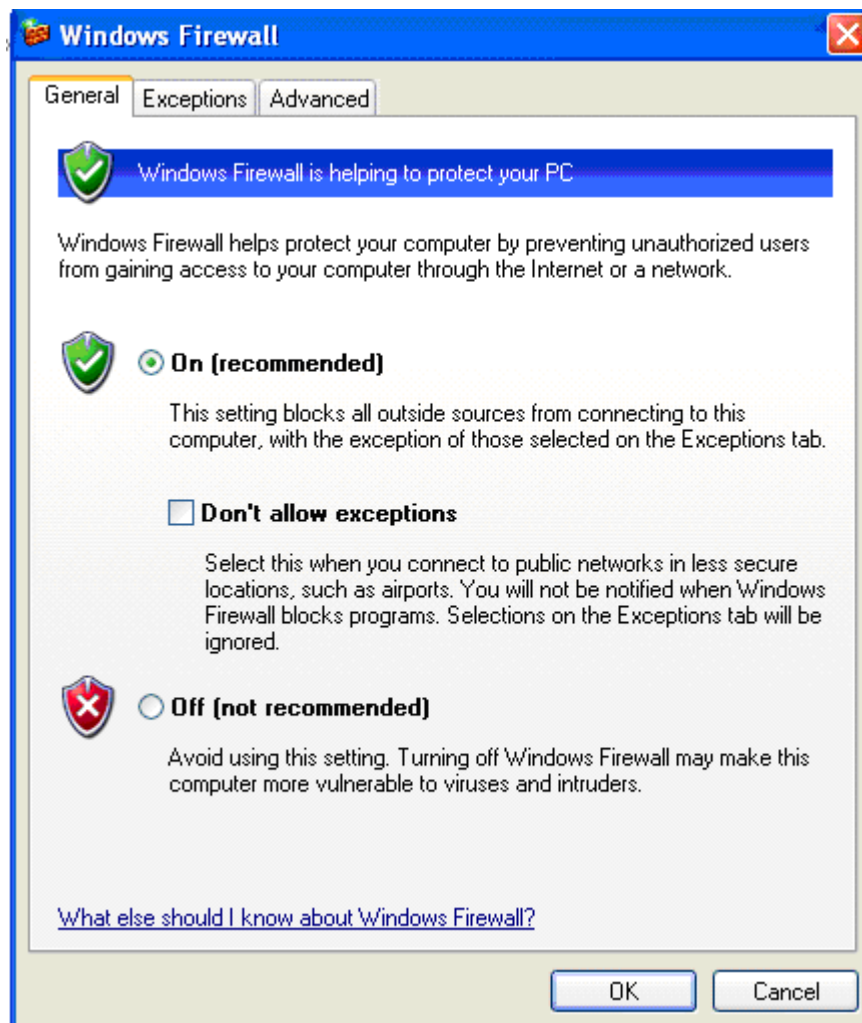 Windows Firewall
General Exceptions Advanced
Windows Firewall is helping to protect your PC
Windows Firewall helps protect your computer by preventing unauthorized users
from gaining access to your computer through the Internet or a network.
On (recommended)
This setting blocks all outside sources from connecting to this
computer, with the exception of those selected on the Exceptions tab.
Don't allow exceptions
Select this when you connect to public networks in less secure
locations, such as airports. You will not be notified when Windows
Firewall blocks programs. Selections on the Exceptions tab will be
ignored.
Off (not recommended)
Avoid using this setting. Turning off Windows Firewall may make this
computer more vulnerable to viruses and intruders.
What else should I know about Windows Firewall?
OK Cancel